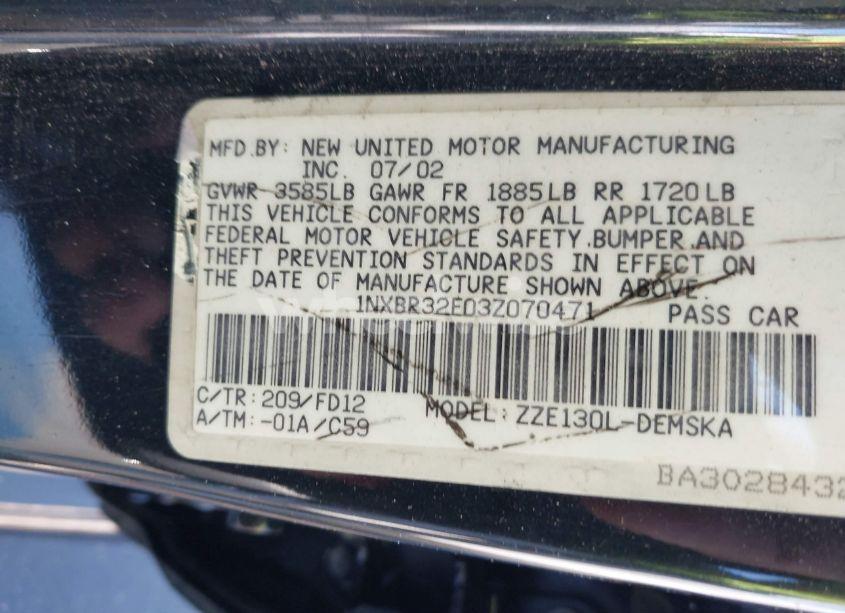 MFD.BY: NEW UNITED MOTOR MANUFACTURING
INC. 07/02
GVWR 3585LB GAWR FR 1885LB RR 1720LB
THIS VEHICLE CONFORMS TO ALL APPLICABLE
FEDERAL MOTOR VEHICLE SAFETY,BUMPER,AND
THEFT PREVENTION STANDARDS IN EFFECT ON
THE DATE OF MANUFACTURE SHOWN ABOVE.
1NXBR32E03Z070471 PASS CAR
C/TR: 209/FD12
A/TM: -01A/C59
MODEL: ZZE130L-DEMSKA
BA3028432